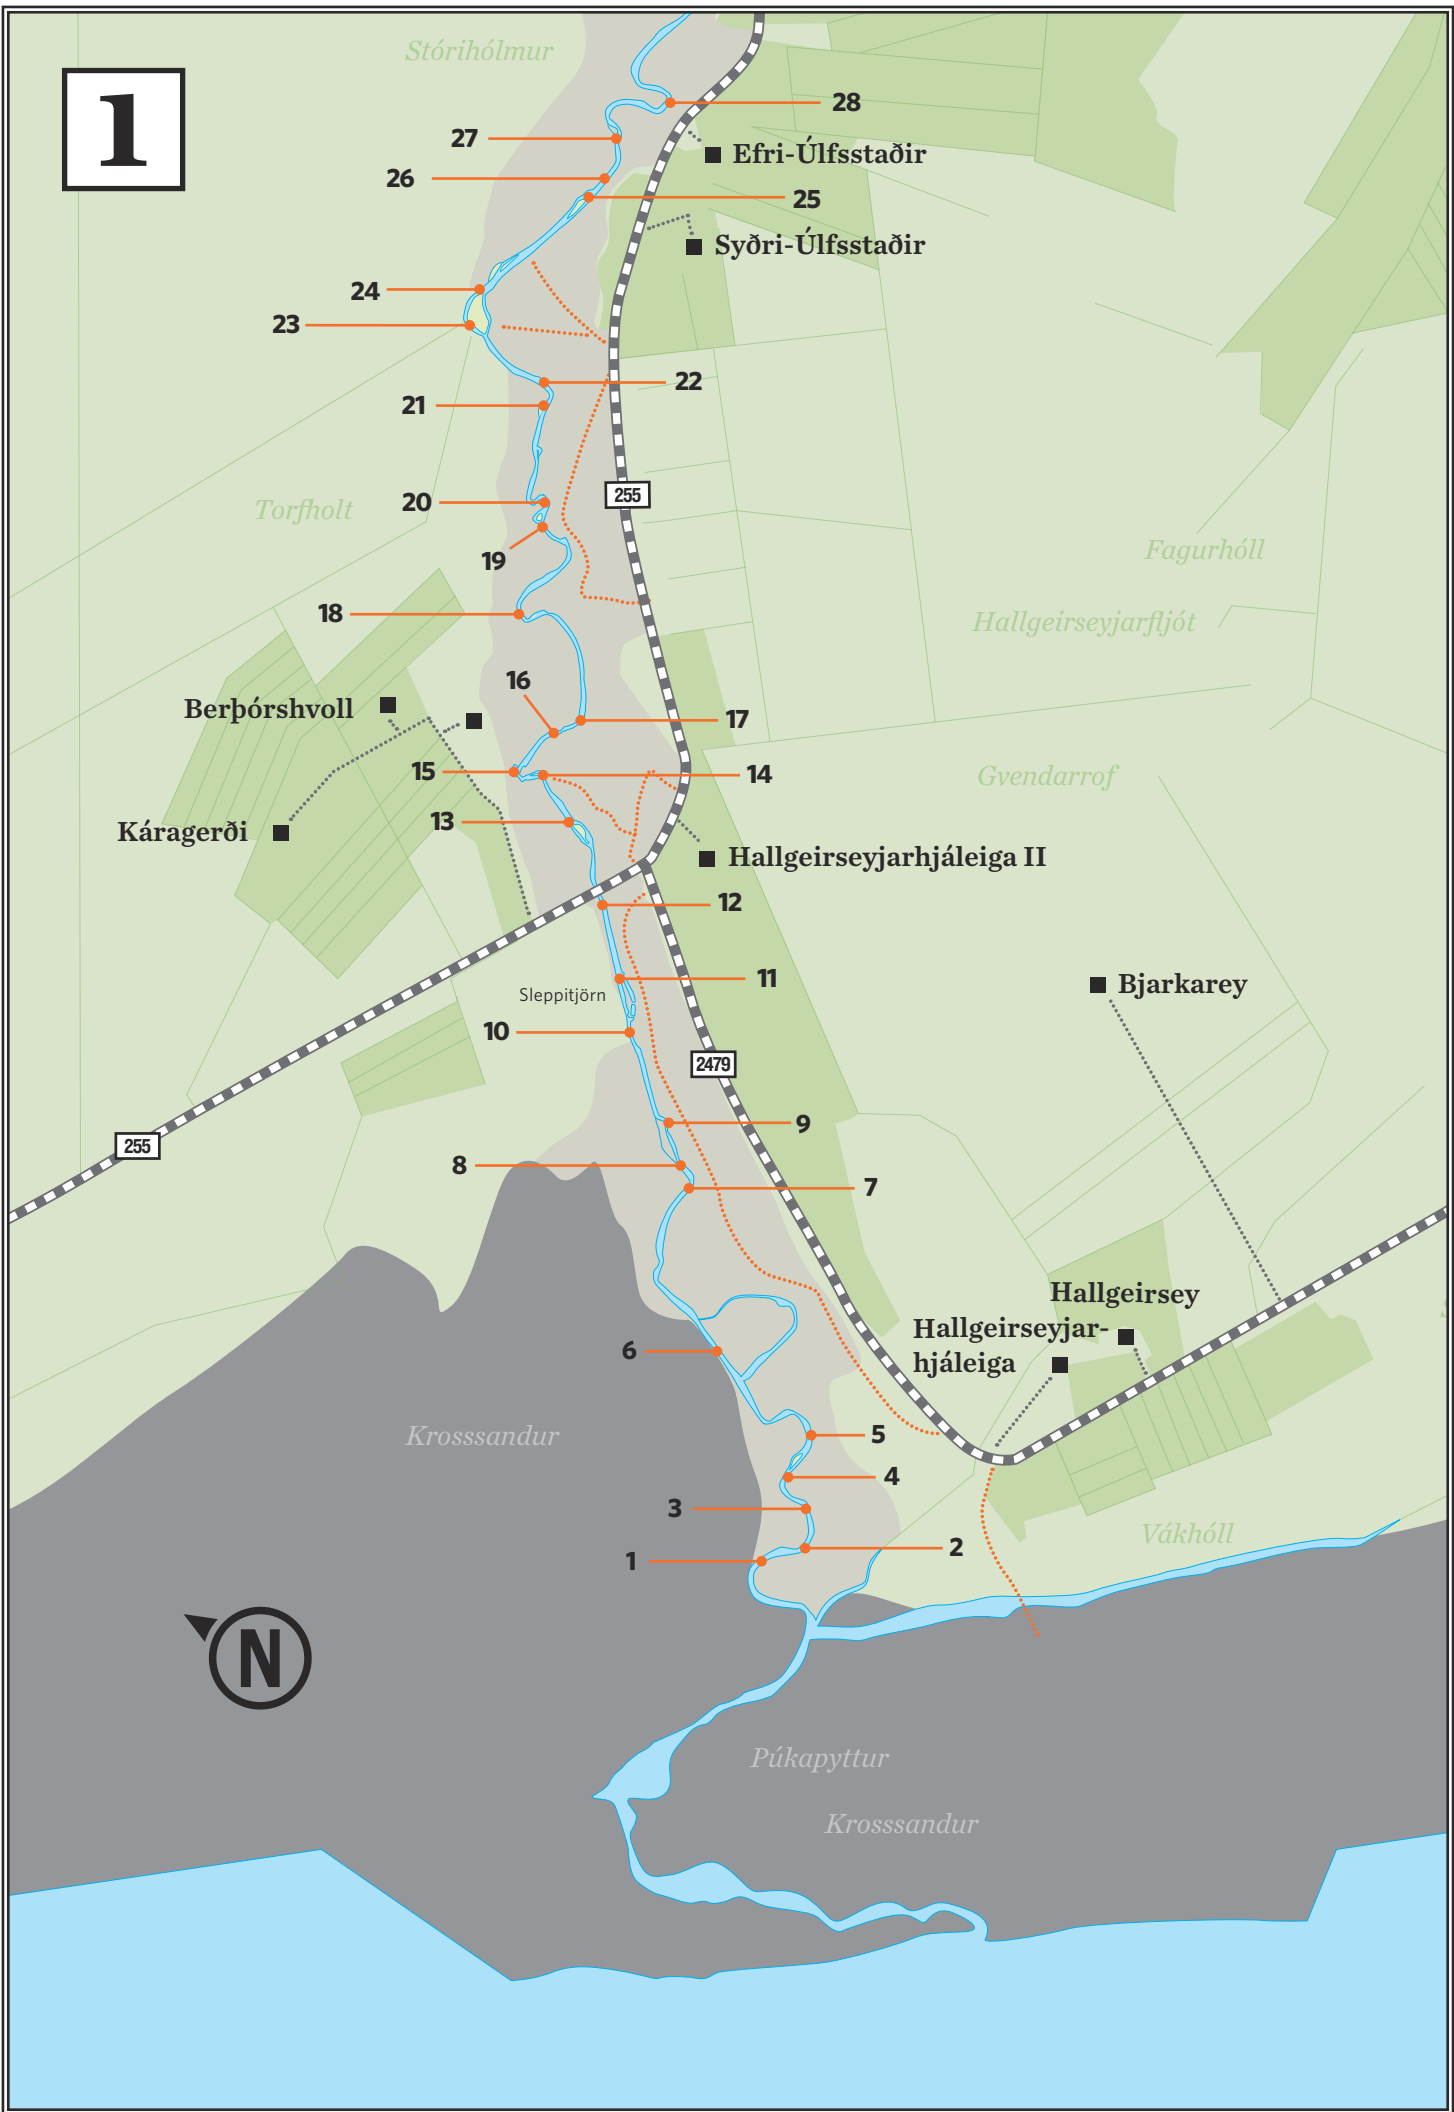 1
Stórihólmur
28
27
Efri-Úlfsstaðir
26
25
Syðri-Úlfsstaðir
24
23
22
21
255
20
Torfholt
19
Fagurhóll
18
Hallgeirseyjarfljót
16
Berþórshvoll
17
15
14
Gvendarrof
13
Káragerði
Hallgeirseyjarhjáleiga II
12
11
Bjarkarey
Sleppitjörn
10
2479
9
255
8
7
Hallgeirsey
Hallgeirseyjar-
hjáleiga
6
5
Krosssandur
4
3
Vákhóll
2
1
N
Púkapyttur
Krosssandur